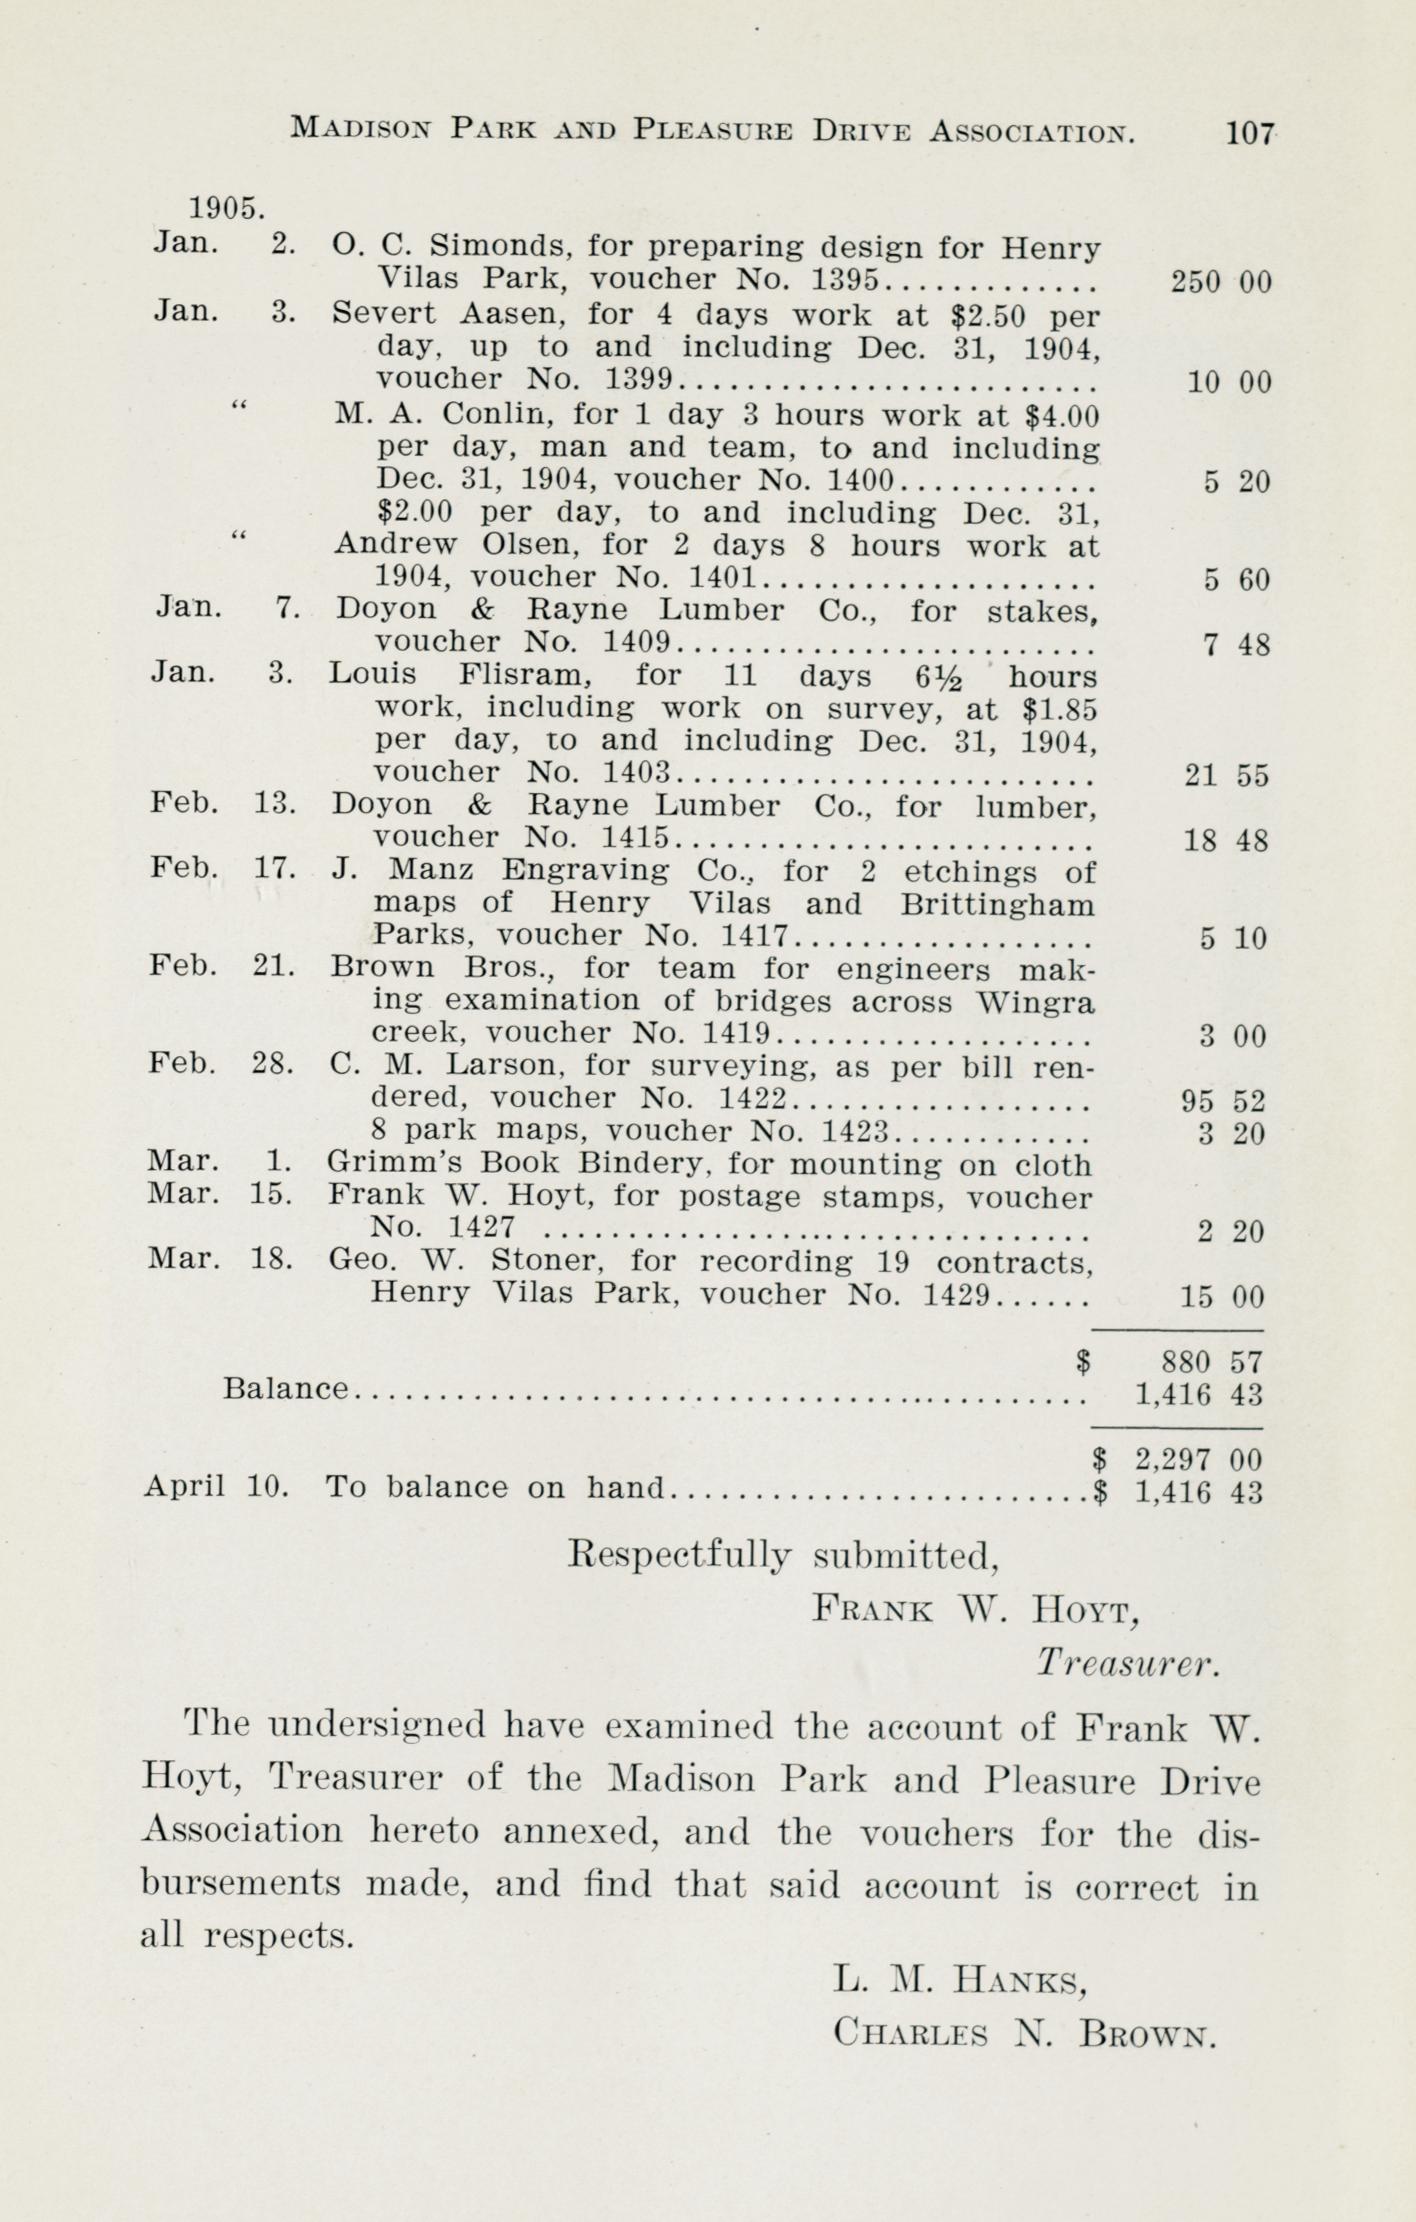 MADISON PARK AND PLEASURE DRIVE ASSOCIATION. 107
1905.
Jan. 2. O. C. Simonds, for preparing design for Henry
Vilas Park, voucher No. 1395............. 250 00
Jan. 3. Severt Aasen, for 4 days work at $2.50 per
day, up to and including Dec. 31, 1904,
voucher No. 1399......................... 10 00
“ M. A. Conlin, for 1 day 3 hours work at $4.00
per day, man and team, to and including
Dec. 31, 1904, voucher No. 1400............ 5 20
$2.00 per day, to and including Dec. 31,
“ Andrew Olsen, for 2 days 8 hours work at
1904, voucher No. 1401.................... 5 60
Jan. 7. Doyon & Rayne Lumber Co., for stakes,
voucher No. 1409......................... 7 48
Jan. 3. Louis Flisram, for 11 days 6½ hours
work, including work on survey, at $1.85
per day, to and including Dec. 31, 1904,
voucher No. 1403......................... 21 55
Feb. 13. Doyon & Rayne Lumber Co., for lumber,
voucher No. 1415......................... 18 48
Feb. 17. J. Manz Engraving Co., for 2 etchings of
maps of Henry Vilas and Brittingham
Parks, voucher No. 1417.................. 5 10
Feb. 21. Brown Bros., for team for engineers mak-
ing examination of bridges across Wingra
creek, voucher No. 1419................... 3 00
Feb. 28. C. M. Larson, for surveying, as per bill ren-
dered, voucher No. 1422.................. 95 52
8 park maps, voucher No. 1423............ 3 20
Mar. 1. Grimm's Book Bindery, for mounting on cloth
Mar. 15. Frank W. Hoyt, for postage stamps, voucher
No. 1427 ................................. 2 20
Mar. 18. Geo. W. Stoner, for recording 19 contracts,
Henry Vilas Park, voucher No. 1429...... 15 00
$ 880 57
Balance............................................ 1,416 43
$ 2,297 00
April 10. To balance on hand.........................$ 1,416 43
Respectfully submitted,
FRANK W. HOYT,
Treasurer.
The undersigned have examined the account of Frank W.
Hoyt, Treasurer of the Madison Park and Pleasure Drive
Association hereto annexed, and the vouchers for the dis-
bursements made, and find that said account is correct in
all respects.
L. M. HANKS,
CHARLES N. BROWN.